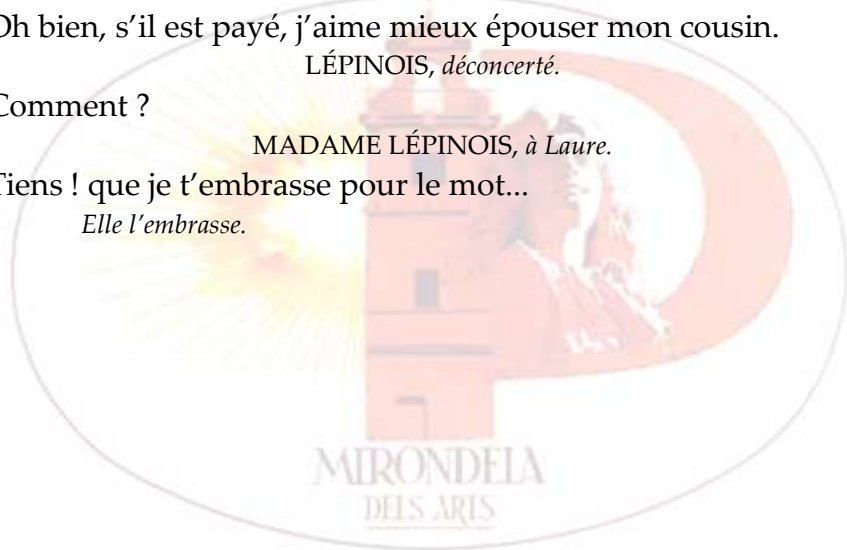 Oh bien, s’il est payé, j’aime mieux épouser mon cousin.
LÉPINOIS, déconcerté.
Comment ?
MADAME LÉPINOIS, à Laure.
Tiens ! que je t’embrasse pour le mot...
Elle l’embrasse.
MIRONDELA
DELS ARTS